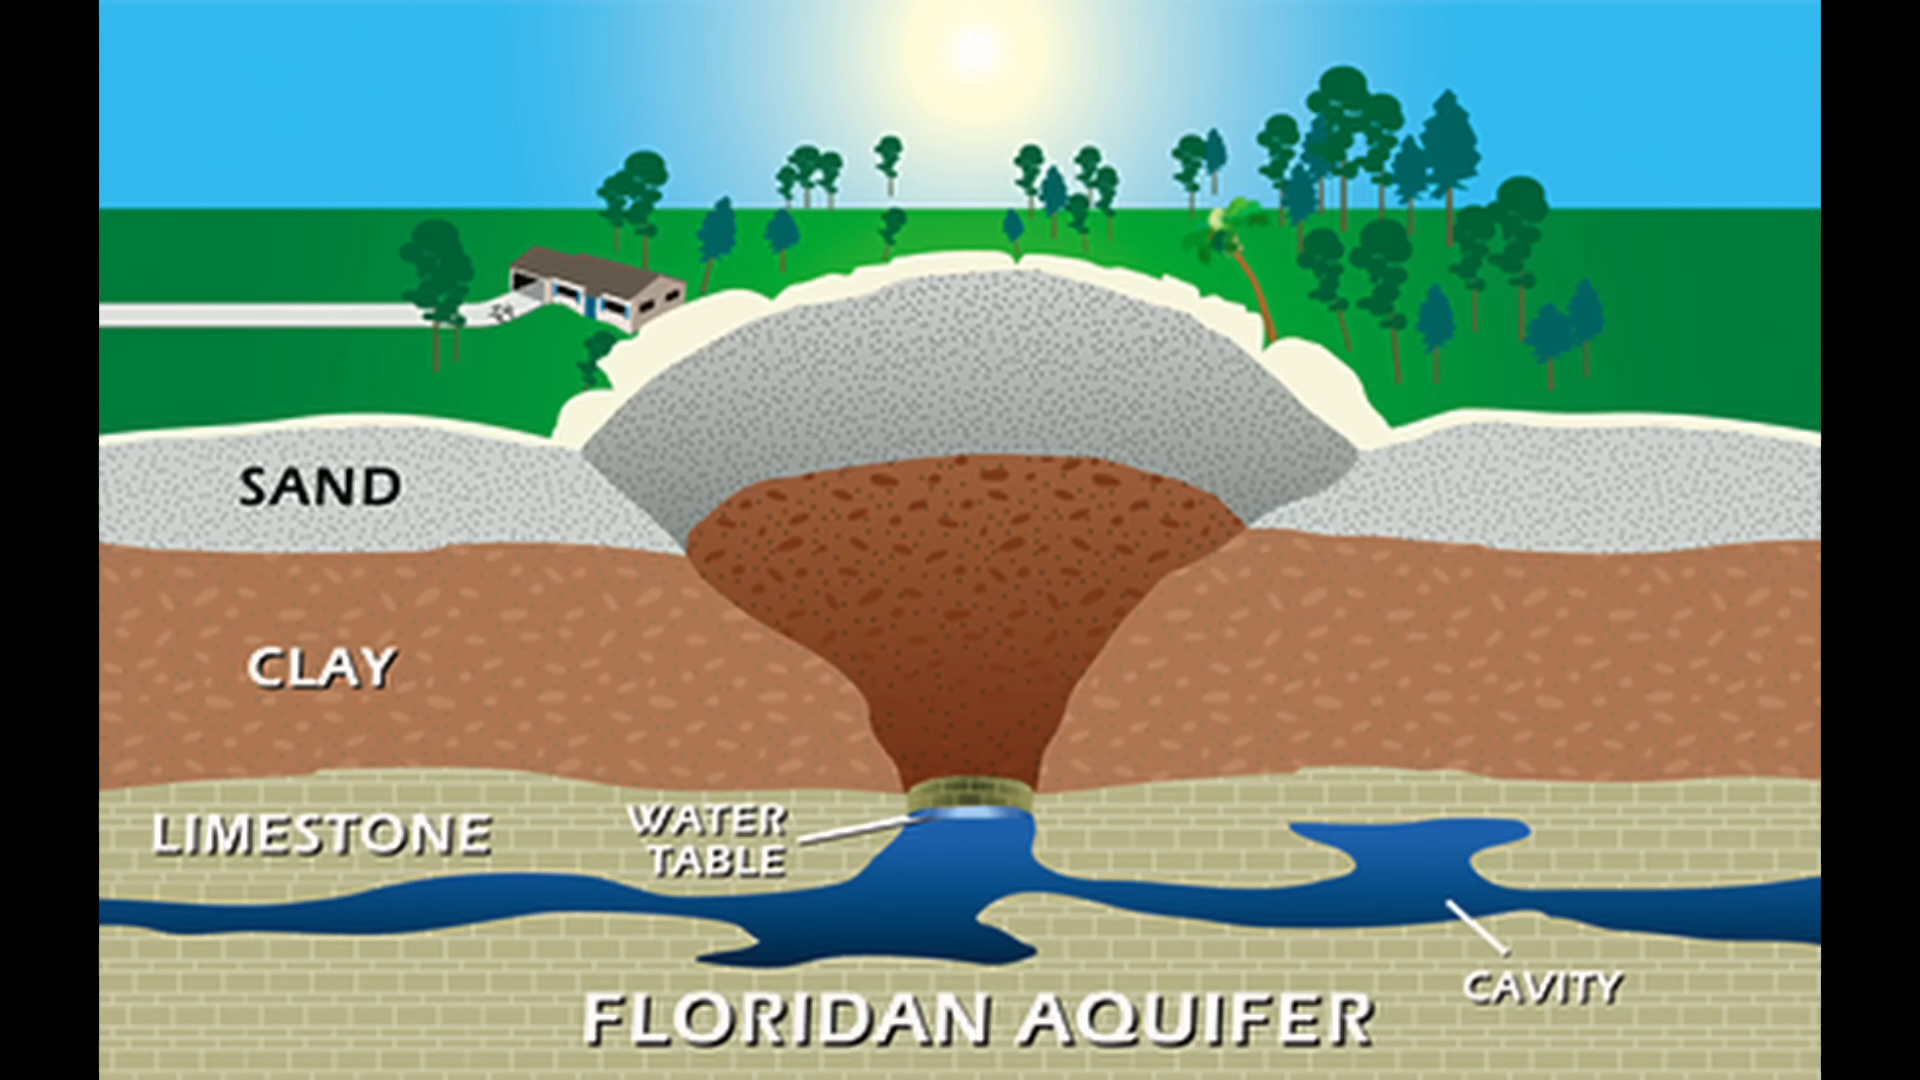 SAND
CLAY
LIMESTONE
WATER
TABLE
CAVITY
FLORIDAN AQUIFER